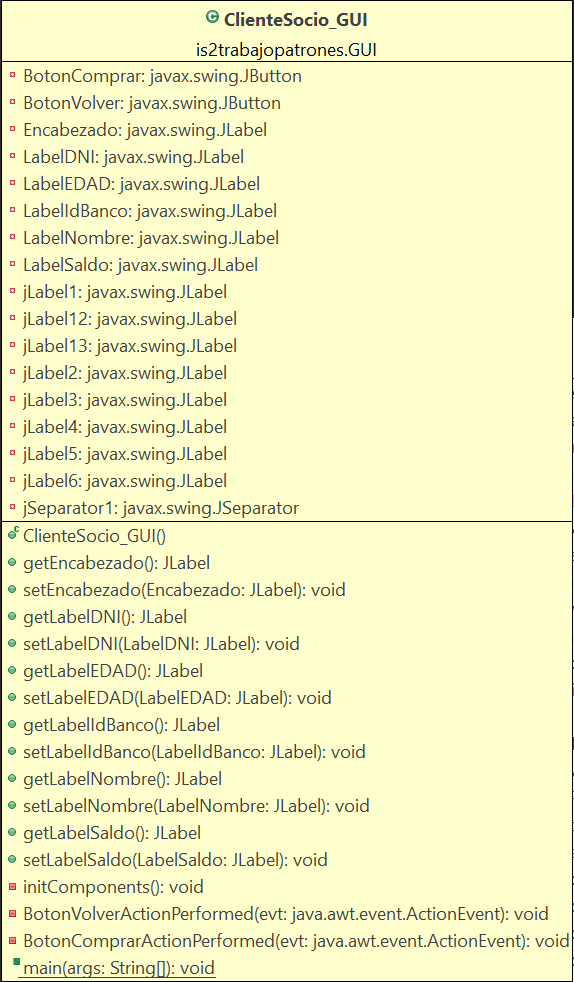 ClienteSocio_GUI
is2trabajopatrones.GUI
BotonComprar: javax.swing.JButton
BotonVolver: javax.swing.JButton
Encabezado: javax.swing.JLabel
LabelDNI: javax.swing.JLabel
LabelEDAD: javax.swing.JLabel
LabelIdBanco: javax.swing.JLabel
LabelNombre: javax.swing.JLabel
LabelSaldo: javax.swing.JLabel
jLabel1: javax.swing.JLabel
jLabel12: javax.swing.JLabel
jLabel13: javax.swing.JLabel
jLabel2: javax.swing.JLabel
jLabel3: javax.swing.JLabel
jLabel4: javax.swing.JLabel
jLabel5: javax.swing.JLabel
jLabel6: javax.swing.JLabel
jSeparator1: javax.swing.JSeparator
ClienteSocio_GUI()
getEncabezado(): JLabel
setEncabezado(Encabezado: JLabel): void
getLabelDNI(): JLabel
setLabelDNI(LabelDNI: JLabel): void
getLabelEDAD(): JLabel
setLabelEDAD(LabelEDAD: JLabel): void
getLabelIdBanco(): JLabel
setLabelIdBanco(LabelIdBanco: JLabel): void
getLabelNombre(): JLabel
setLabelNombre(LabelNombre: JLabel): void
getLabelSaldo(): JLabel
setLabelSaldo(LabelSaldo: JLabel): void
initComponents(): void
BotonVolverActionPerformed(evt: java.awt.event.ActionEvent): void
BotonComprarActionPerformed(evt: java.awt.event.ActionEvent): void
main(args: String[]): void